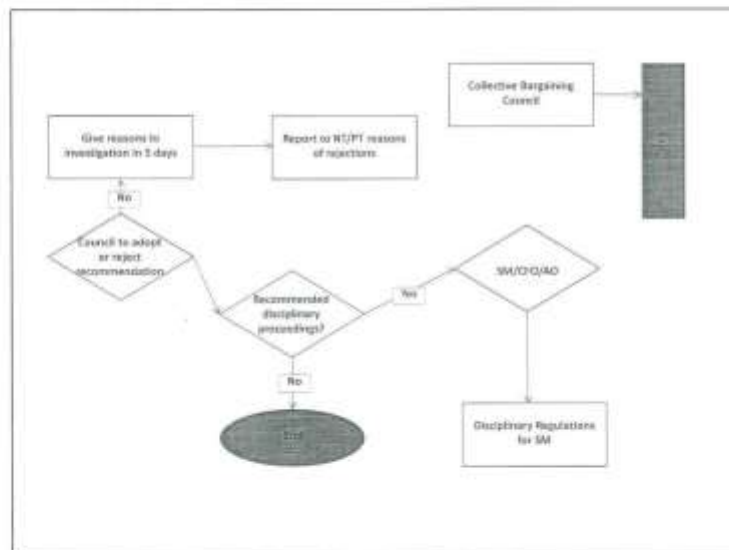 Collective Bargaining
Council
Give reasons to
investigation in 5 days
Report to NT/PT reasons
of rejections
No
Council to adopt
or reject
recommendation
SM/CFO/AO
Recommended
disciplinary
proceedings?
Yes
No
End
Disciplinary Regulations
for SM